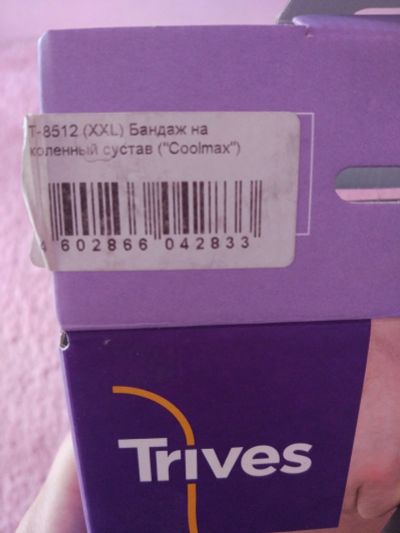 T-8512 (XXL) Бандаж на
коленный сустав ("Coolmax")
4 602866 042833
Trives